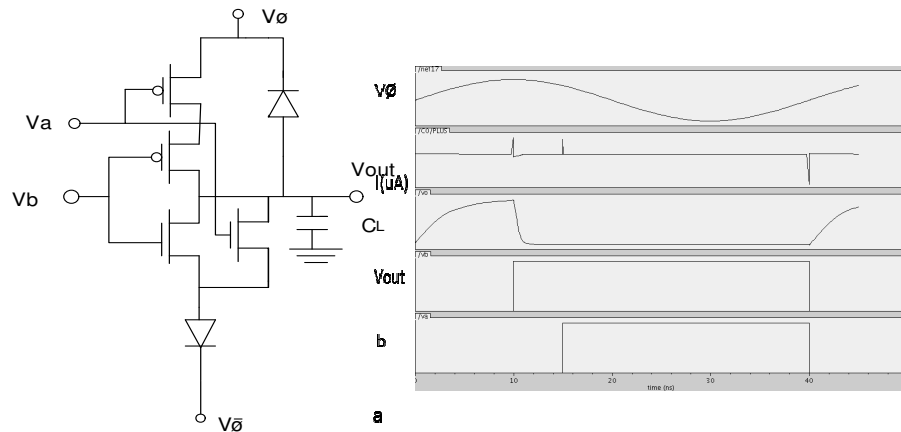 Vø
Va
Vb
Vout
CL
Vø̄
/net17
VØ
/C0/PLUS
I(uA)
Vout
/Vb
b
/Va
a
0 10 20 30 40
time (ns)